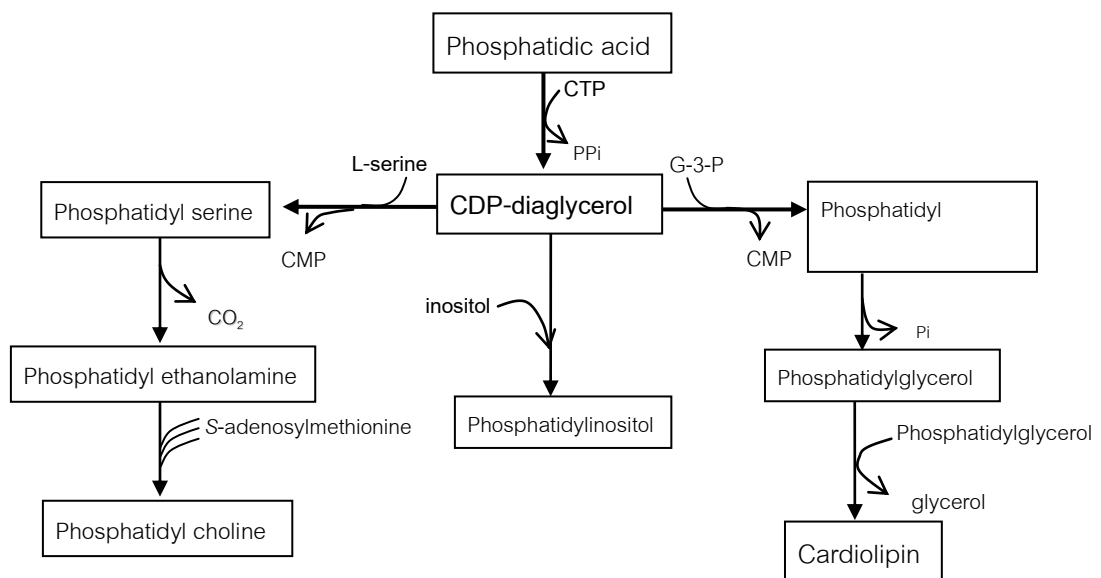 Phosphatidic acid
CTP
PPi
L-serine
G-3-P
Phosphatidyl serine
CDP-diaglycerol
Phosphatidyl
CMP
CMP
inositol
CO₂
Pi
Phosphatidyl ethanolamine
Phosphatidylglycerol
S-adenosylmethionine
Phosphatidylinositol
Phosphatidylglycerol
glycerol
Phosphatidyl choline
Cardiolipin